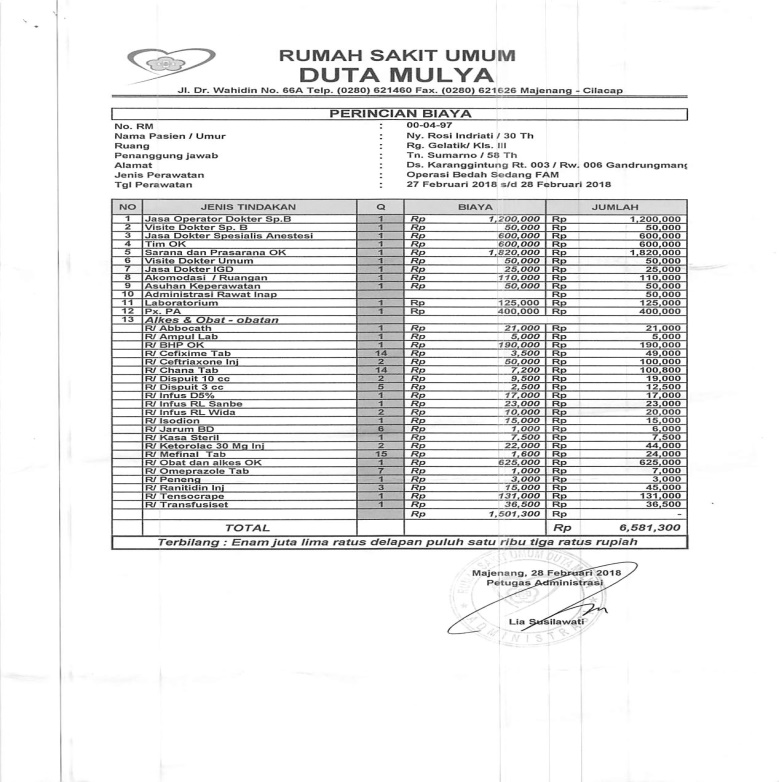 RUMAH SAKIT UMUM
DUTA MULYA
Jl. Dr. Wahidin No. 66A Telp. (0280) 621460 Fax. (0280) 621626 Majenang - Cilacap
PERINCIAN BIAYA
No. RM : 00-04-97
Nama Pasien / Umur : Ny. Rosi Indriati / 30 Th
Ruang : Rg. Gelatik/ Kls. III
Penanggung jawab : Tn. Sumarno / 58 Th
Alamat : Ds. Karanggintung Rt. 003 / Rw. 006 Gandrungmang
Jenis Perawatan : Operasi Bedah Sedang FAM
Tgl Perawatan : 27 Februari 2018 s/d 28 Februari 2018
NO JENIS TINDAKAN Q BIAYA JUMLAH
1 Jasa Operator Dokter Sp.B 1 Rp 1,200,000 Rp 1,200,000
2 Visite Dokter Sp. B 1 Rp 50,000 Rp 50,000
3 Jasa Dokter Spesialis Anestesi 1 Rp 600,000 Rp 600,000
4 Tim OK 1 Rp 600,000 Rp 600,000
5 Sarana dan Prasarana OK 1 Rp 1,820,000 Rp 1,820,000
6 Visite Dokter Umum 1 Rp 50,000 Rp 50,000
7 Jasa Dokter IGD 1 Rp 25,000 Rp 25,000
8 Akomodasi / Ruangan 1 Rp 110,000 Rp 110,000
9 Asuhan Keperawatan 1 Rp 50,000 Rp 50,000
10 Administrasi Rawat Inap Rp 50,000
11 Laboratorium 1 Rp 125,000 Rp 125,000
12 Px. PA 1 Rp 400,000 Rp 400,000
13 Alkes & Obat - obatan
R/ Abbocath 1 Rp 21,000 Rp 21,000
R/ Ampul Lab 1 Rp 5,000 Rp 5,000
R/ BHP OK 1 Rp 190,000 Rp 190,000
R/ Cefixime Tab 14 Rp 3,500 Rp 49,000
R/ Ceftriaxone Inj 2 Rp 50,000 Rp 100,000
R/ Chana Tab 14 Rp 7,200 Rp 100,800
R/ Dispuit 10 cc 2 Rp 9,500 Rp 19,000
R/ Dispuit 3 cc 5 Rp 2,500 Rp 12,500
R/ Infus D5% 1 Rp 17,000 Rp 17,000
R/ Infus RL Sanbe 1 Rp 23,000 Rp 23,000
R/ Infus RL Wida 2 Rp 10,000 Rp 20,000
R/ Isodion 1 Rp 15,000 Rp 15,000
R/ Jarum BD 6 Rp 1,000 Rp 6,000
R/ Kasa Steril 1 Rp 7,500 Rp 7,500
R/ Ketorolac 30 Mg Inj 2 Rp 22,000 Rp 44,000
R/ Mefinal Tab 15 Rp 1,600 Rp 24,000
R/ Obat dan alkes OK 1 Rp 625,000 Rp 625,000
R/ Omeprazole Tab 7 Rp 1,000 Rp 7,000
R/ Peneng 1 Rp 3,000 Rp 3,000
R/ Ranitidin Inj 3 Rp 15,000 Rp 45,000
R/ Tensocrape 1 Rp 131,000 Rp 131,000
R/ Transfusiset 1 Rp 36,500 Rp 36,500
Rp 1,501,300 Rp -
TOTAL Rp 6,581,300
Terbilang : Enam juta lima ratus delapan puluh satu ribu tiga ratus rupiah
Majenang, 28 Februari 2018
Petugas Administrasi
Lia Susilawati